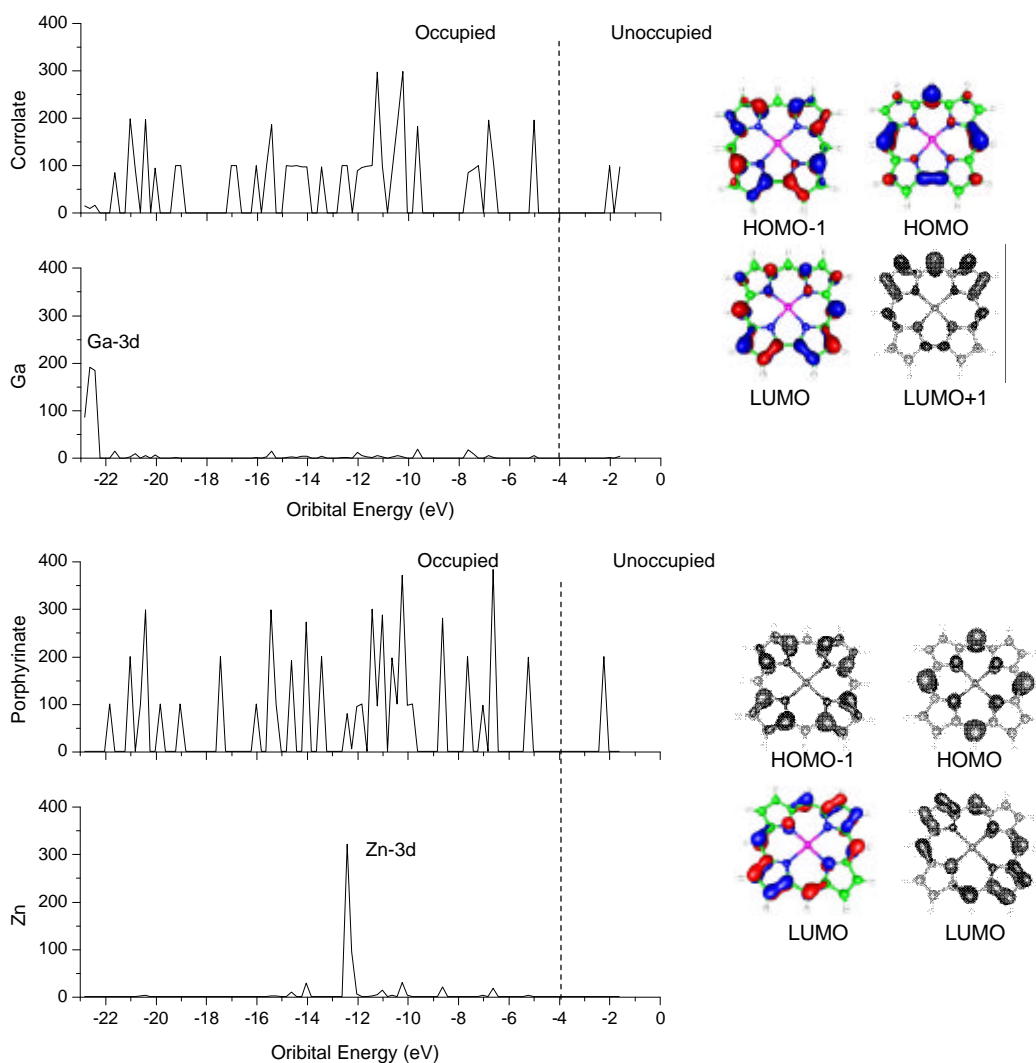 400
Occupied
Unoccupied
300
200
100
0
Corrolate
HOMO-1
HOMO
400
300
200
100
0
Ga
Ga-3d
LUMO
LUMO+1
-22 -20 -18 -16 -14 -12 -10 -8 -6 -4 -2 0
Oribital Energy (eV)
400
Occupied
Unoccupied
300
200
100
0
Porphyrinate
HOMO-1
HOMO
400
300
200
100
0
Zn
Zn-3d
LUMO
LUMO
-22 -20 -18 -16 -14 -12 -10 -8 -6 -4 -2 0
Oribital Energy (eV)